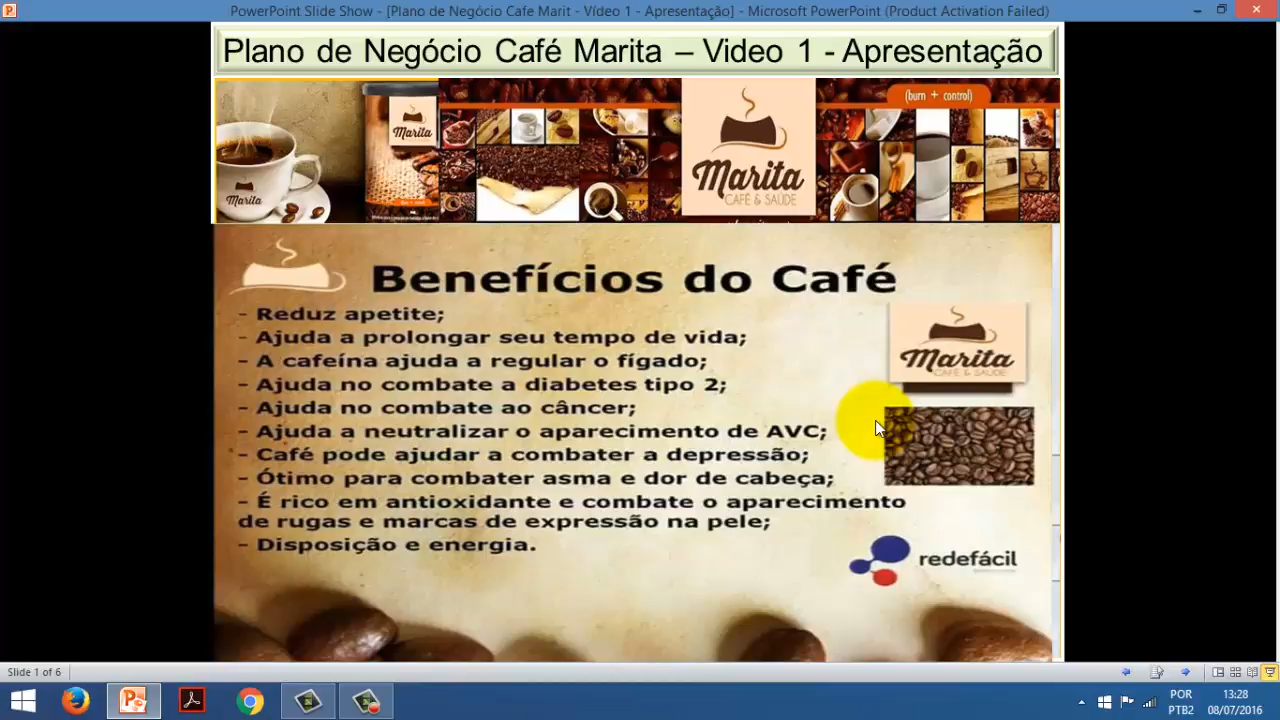 PowerPoint Slide Show - [Plano de Negócio Cafe Marit - Vídeo 1 - Apresentação] - Microsoft PowerPoint (Product Activation Failed)
Plano de Negócio Café Marita – Video 1 - Apresentação
(burn + control)
Marita
Marita
Marita
CAFÉ & SAÚDE
Benefícios do Café
- Reduz apetite;
- Ajuda a prolongar seu tempo de vida;
- A cafeína ajuda a regular o fígado;
- Ajuda no combate a diabetes tipo 2;
- Ajuda no combate ao câncer;
- Ajuda a neutralizar o aparecimento de AVC;
- Café pode ajudar a combater a depressão;
- Ótimo para combater asma e dor de cabeça;
- É rico em antioxidante e combate o aparecimento
de rugas e marcas de expressão na pele;
- Disposição e energia.
Marita
CAFÉ & SAÚDE
redefácil
Slide 1 of 6
POR
PTB2
13:28
08/07/2016